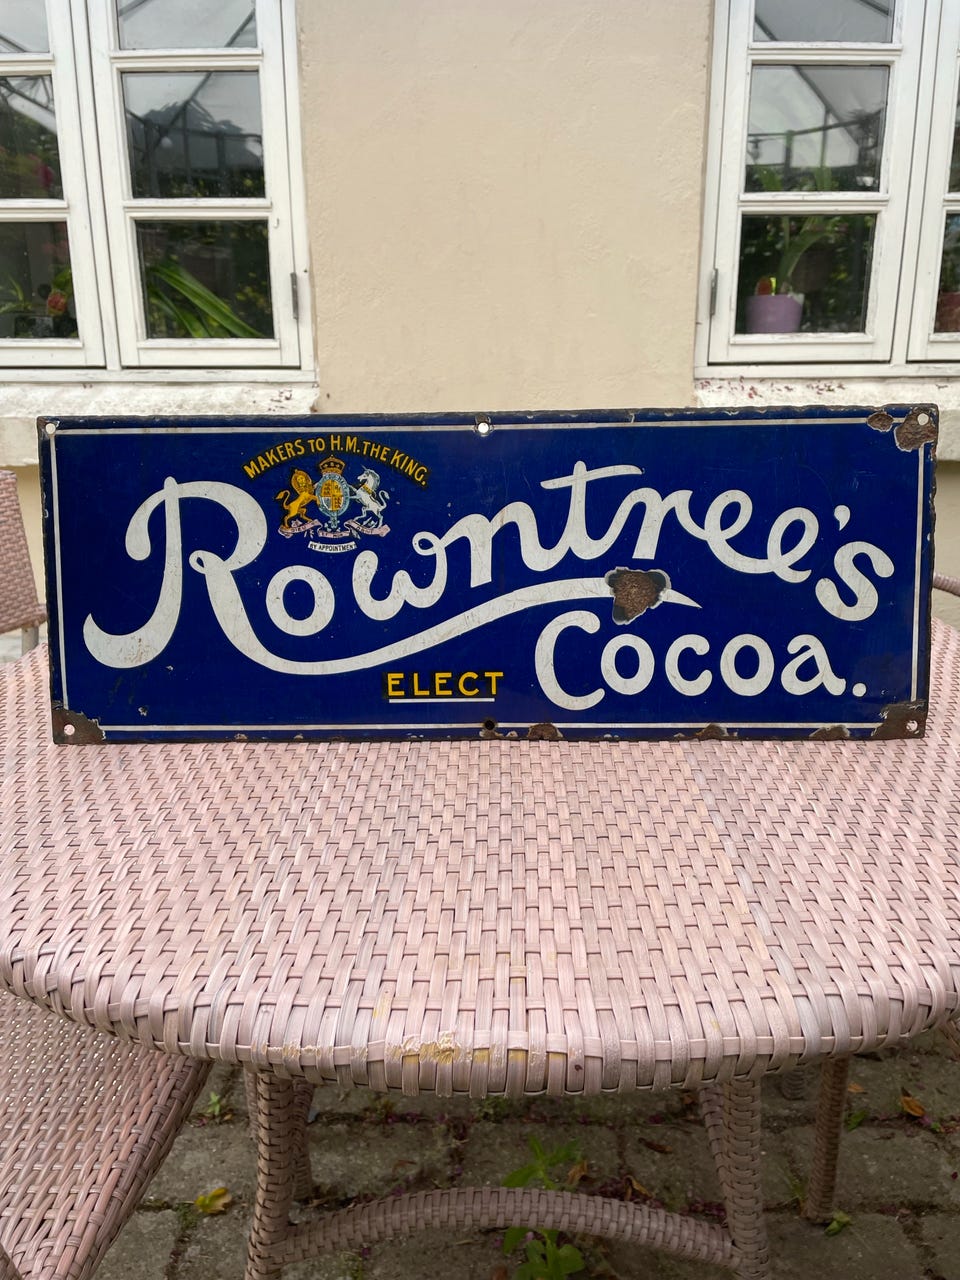 MAKERS TO H.M. THE KING.
BY APPOINTMENT
Rowntree's
ELECT
Cocoa.